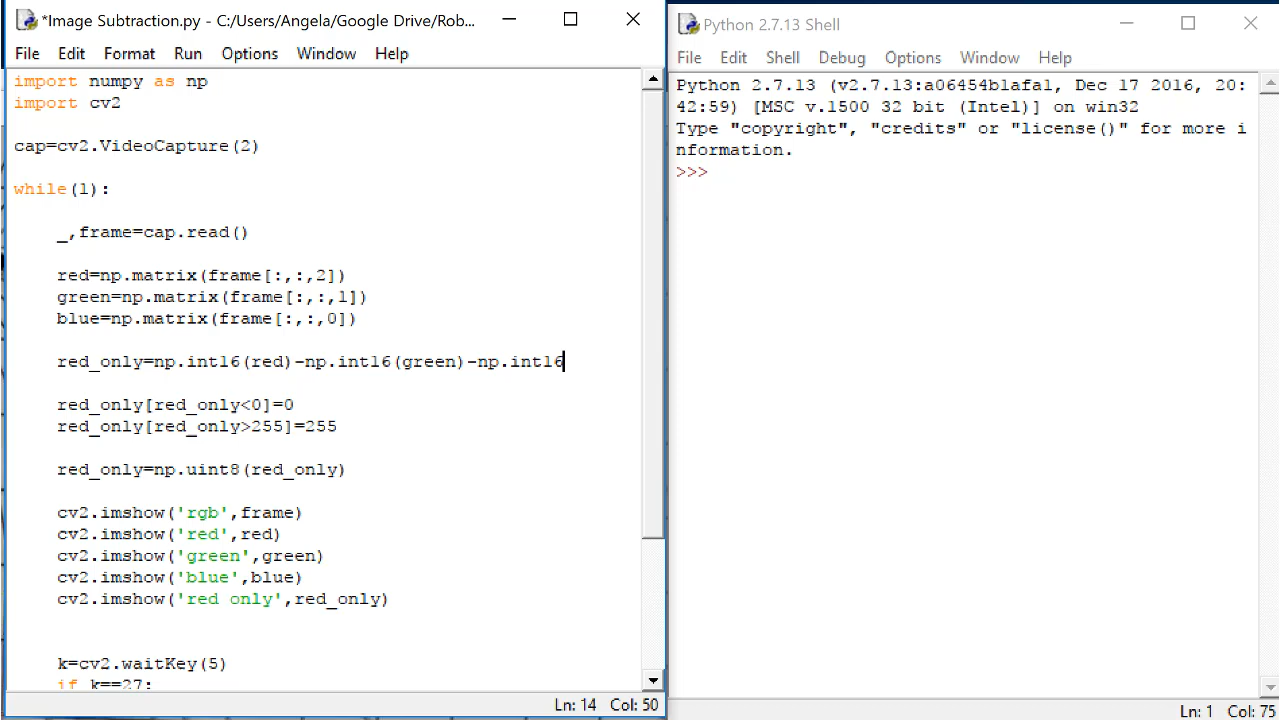 *Image Subtraction.py - C:/Users/Angela/Google Drive/Rob...
File Edit Format Run Options Window Help
import numpy as np
import cv2
cap=cv2.VideoCapture(2)
while(1):
_,frame=cap.read()
red=np.matrix(frame[:,:,2])
green=np.matrix(frame[:,:,1])
blue=np.matrix(frame[:,:,0])
red_only=np.int16(red)-np.int16(green)-np.int16
red_only[red_only<0]=0
red_only[red_only>255]=255
red_only=np.uint8(red_only)
cv2.imshow('rgb',frame)
cv2.imshow('red',red)
cv2.imshow('green',green)
cv2.imshow('blue',blue)
cv2.imshow('red only',red_only)
k=cv2.waitKey(5)
if k==27:
Ln: 14 Col: 50
Python 2.7.13 Shell
File Edit Shell Debug Options Window Help
Python 2.7.13 (v2.7.13:a06454b1afa1, Dec 17 2016, 20:
42:59) [MSC v.1500 32 bit (Intel)] on win32
Type "copyright", "credits" or "license()" for more i
nformation.
>>>
Ln: 1 Col: 75